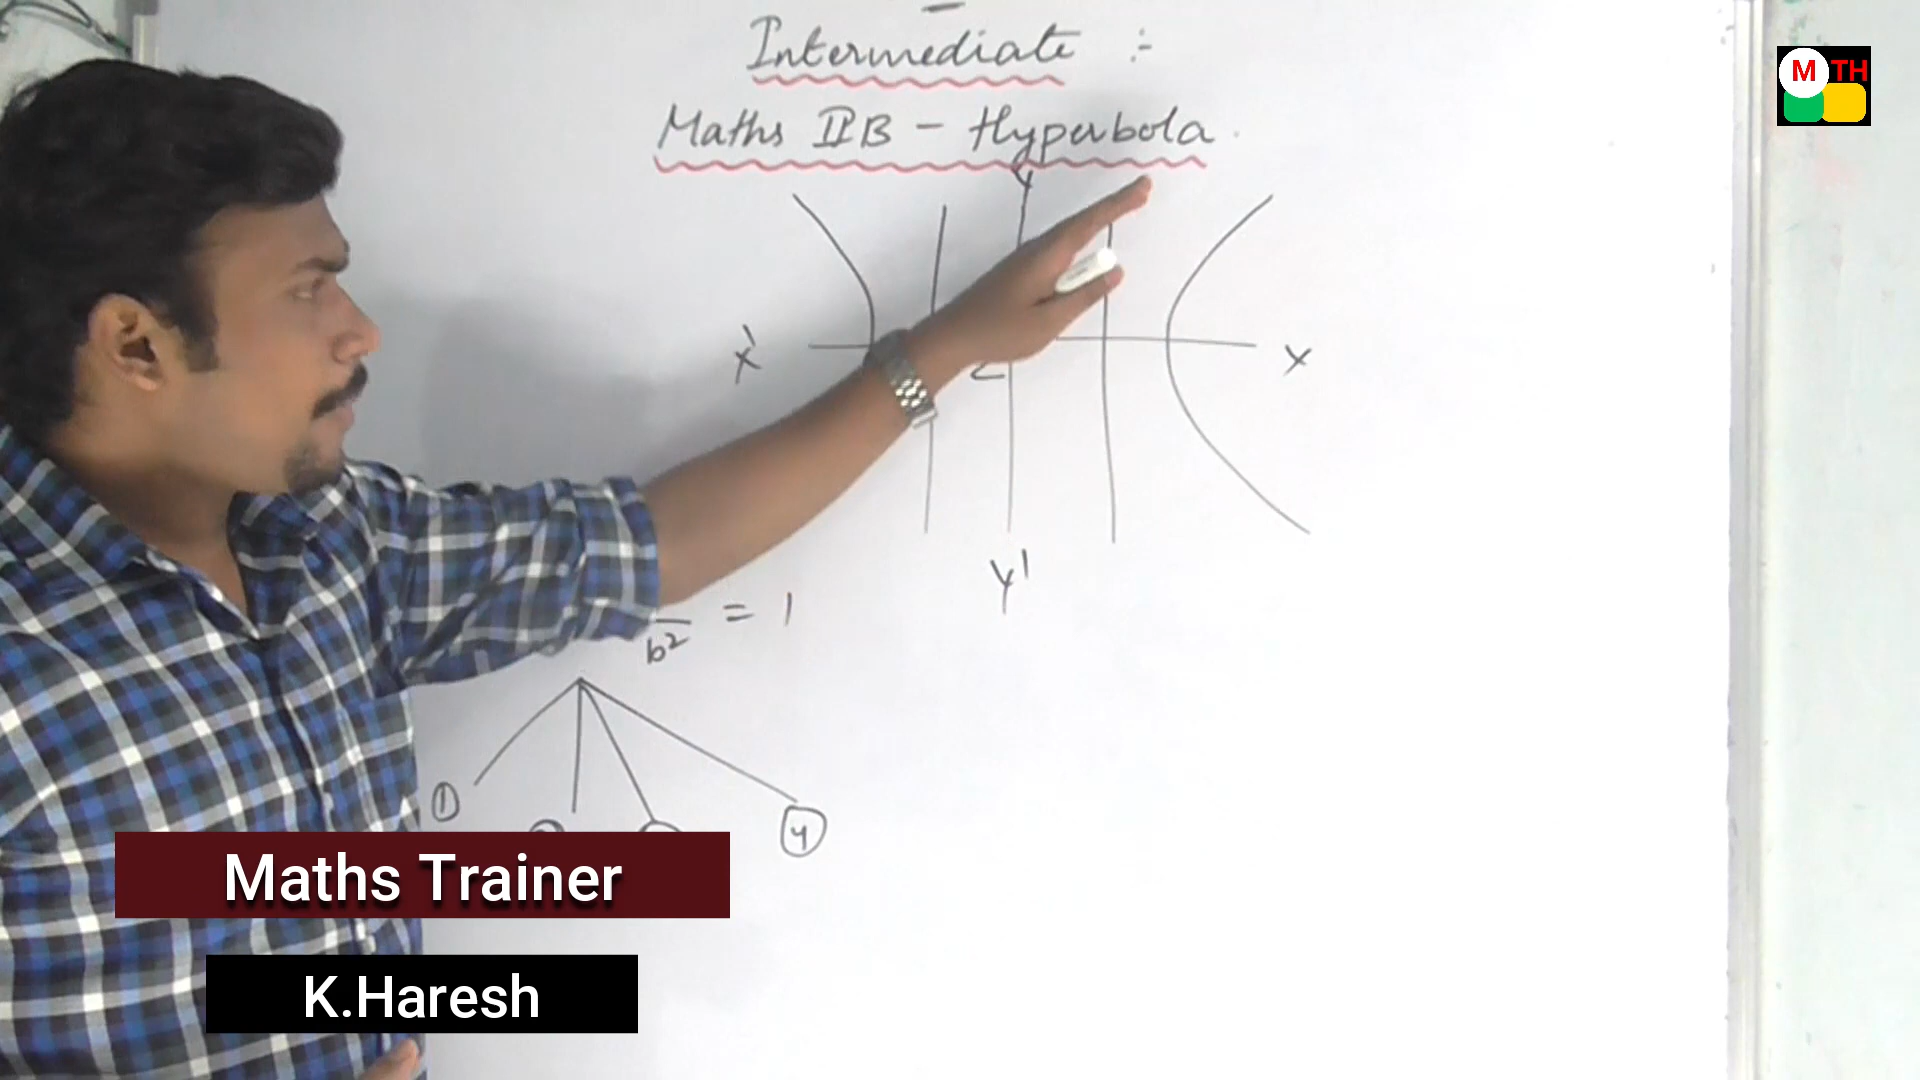 Intermediate :-
Maths IIB - Hyperbola
Y
X'
X
C
Y'
b² = 1
①
④
Maths Trainer
K.Haresh
M TH